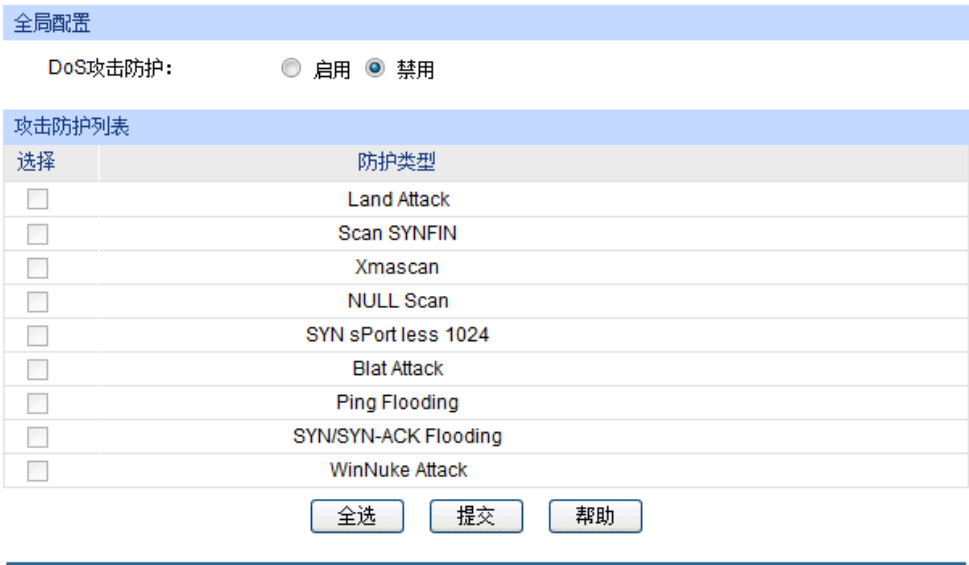 全局配置
DoS攻击防护： 启用 禁用
攻击防护列表
选择 防护类型
Land Attack
Scan SYNFIN
Xmascan
NULL Scan
SYN sPort less 1024
Blat Attack
Ping Flooding
SYN/SYN-ACK Flooding
WinNuke Attack
全选 提交 帮助